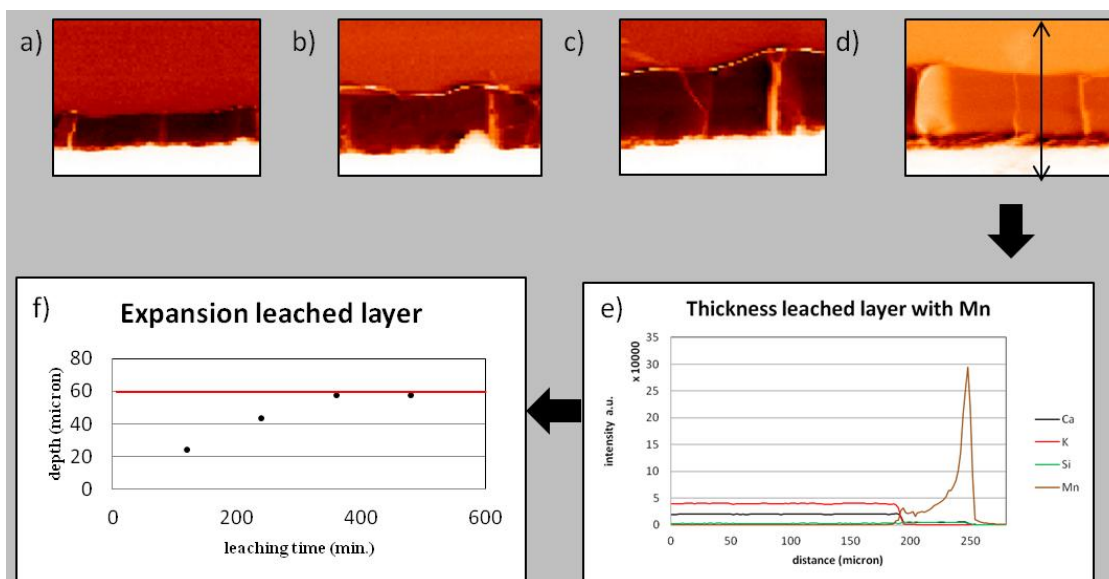 a)
b)
c)
d)
f)
Expansion leached layer
depth (micron)
80
60
40
20
0
0 200 400 600
leaching time (min.)
e)
Thickness leached layer with Mn
x 10000
intensity a.u.
35
30
25
20
15
10
5
0
0 50 100 150 200 250
distance (micron)
Ca
K
Si
Mn